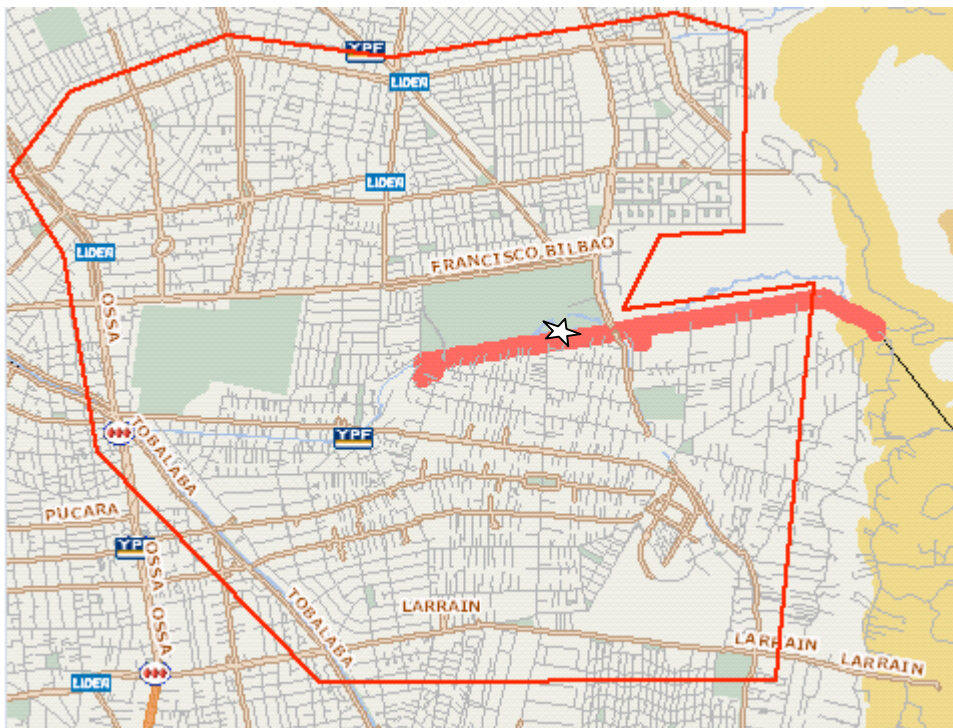 YPF
LIDER
LIDER
FRANCISCO BILBAO
LIDER
OSSA
TOBALABA
YPF
PUCARA
YPF
OSSA
OSSA
TOBALABA
LARRAIN
LARRAIN
LARRAIN
LIDER